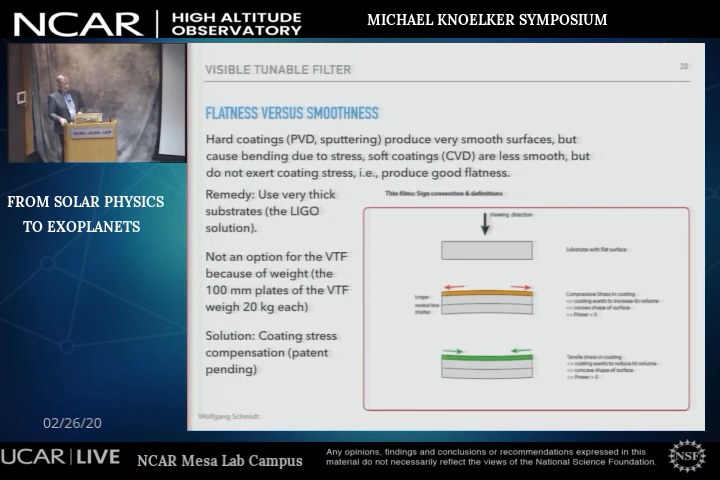 NCAR | HIGH ALTITUDE OBSERVATORY
MICHAEL KNOELKER SYMPOSIUM
NCAR • UCAR • UCP
FROM SOLAR PHYSICS
TO EXOPLANETS
02/26/20
VISIBLE TUNABLE FILTER
20
FLATNESS VERSUS SMOOTHNESS
Hard coatings (PVD, sputtering) produce very smooth surfaces, but
cause bending due to stress, soft coatings (CVD) are less smooth, but
do not exert coating stress, i.e., produce good flatness.
Remedy: Use very thick
substrates (the LIGO
solution).
Not an option for the VTF
because of weight (the
100 mm plates of the VTF
weigh 20 kg each)
Solution: Coating stress
compensation (patent
pending)
Thin films: Sign convention & definitions
Viewing direction
Substrate with flat surface
longer
neutral line
shorter
Compressive Stress in coating
=> coating wants to increase its volume
=> convex shape of surface
=> Power < 0
Tensile stress in coating
=> coating wants to reduce its volume
=> concave shape of surface
=> Power > 0
Wolfgang Schmidt
UCAR | LIVE
NCAR Mesa Lab Campus
Any opinions, findings and conclusions or recommendations expressed in this
material do not necessarily reflect the views of the National Science Foundation.
NSF